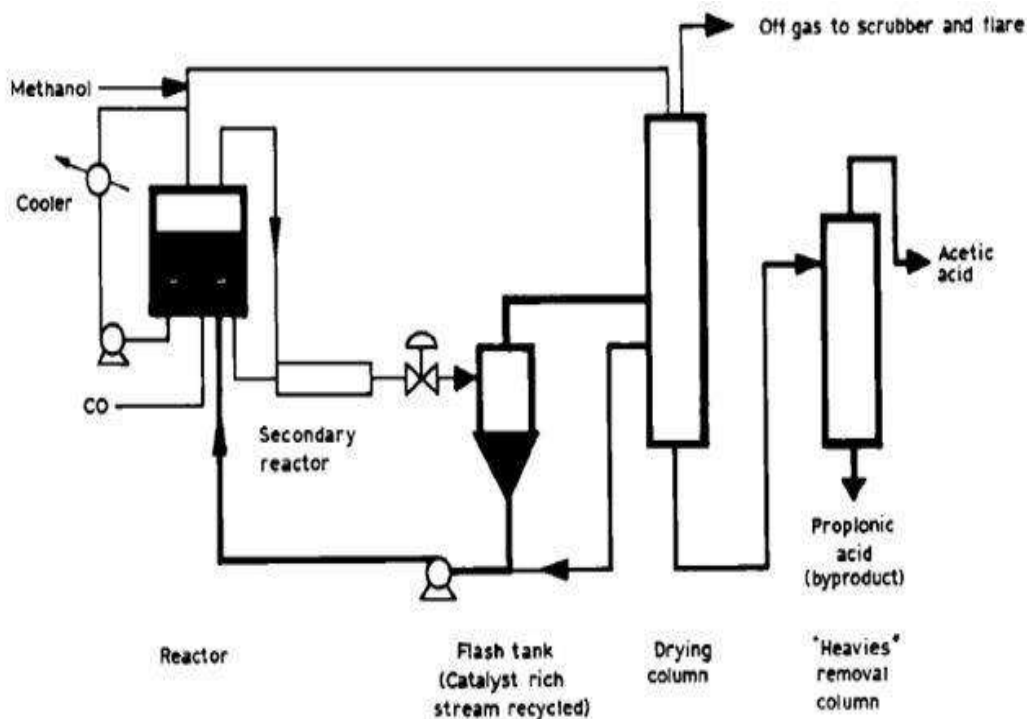 Off gas to scrubber and flare
Methanol
Cooler
Acetic
acid
CO
Secondary
reactor
Propionic
acid
(byproduct)
Reactor
Flash tank
(Catalyst rich
stream recycled)
Drying
column
"Heavies"
removal
column